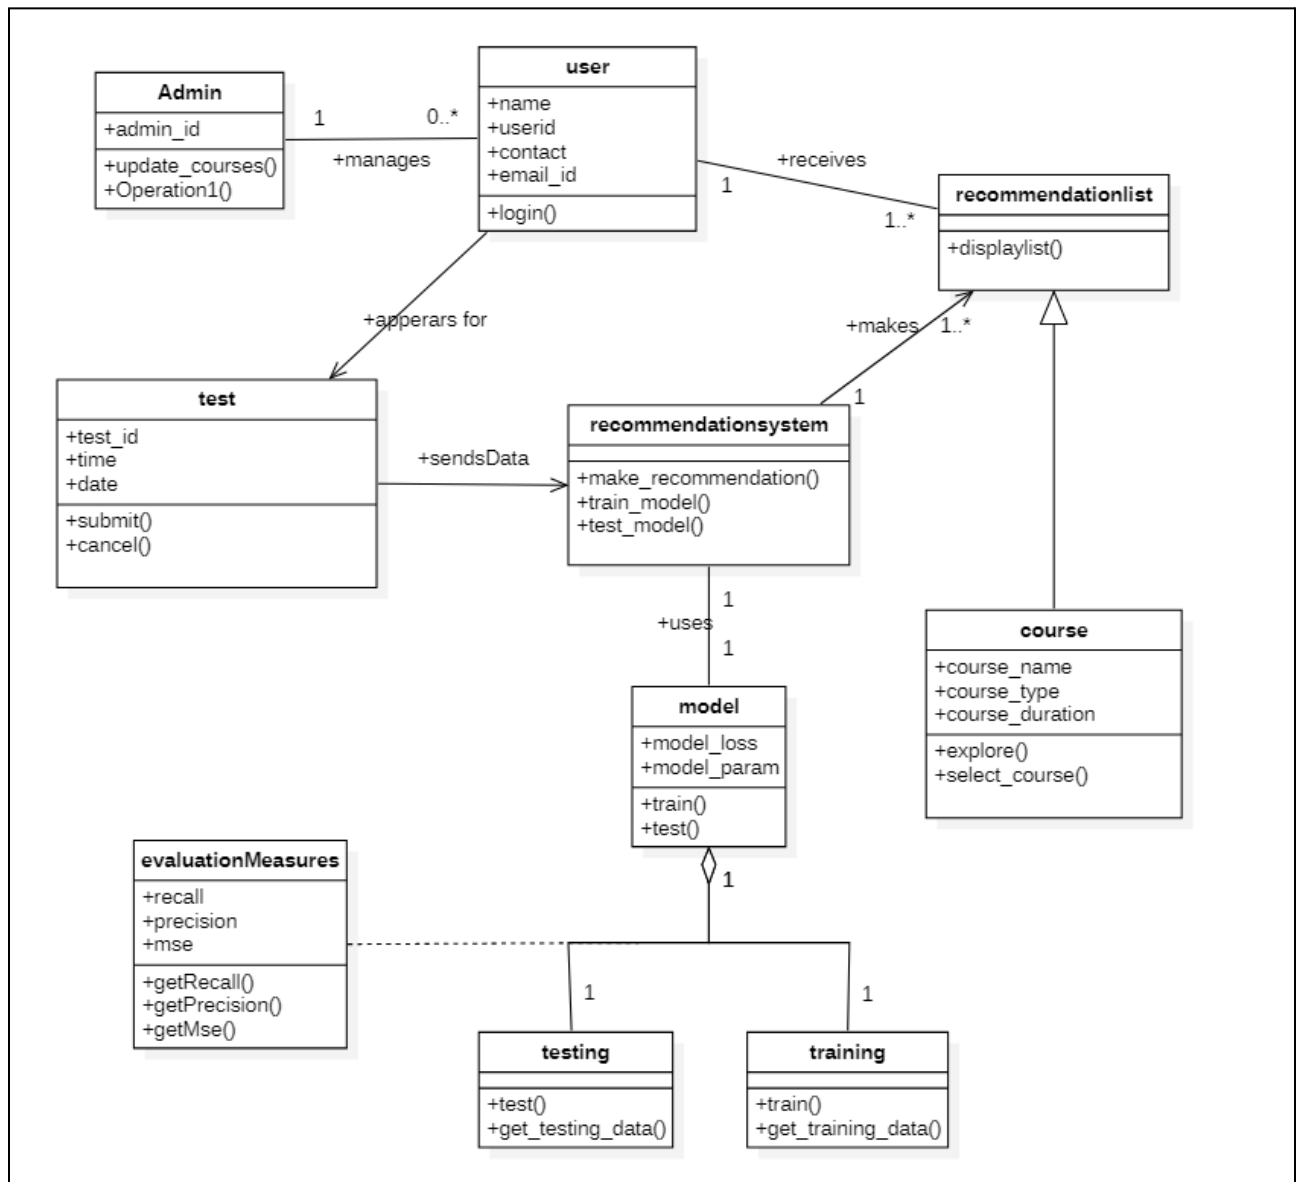 Admin
+admin_id
+update_courses()
+Operation1()
1
0..*
+manages
user
+name
+userid
+contact
+email_id
+login()
+receives
1
1..*
recommendationlist
+displaylist()
+apperars for
+makes
1..*
1
test
+test_id
+time
+date
+submit()
+cancel()
+sendsData
recommendationsystem
+make_recommendation()
+train_model()
+test_model()
1
+uses
1
course
+course_name
+course_type
+course_duration
+explore()
+select_course()
model
+model_loss
+model_param
+train()
+test()
1
evaluationMeasures
+recall
+precision
+mse
+getRecall()
+getPrecision()
+getMse()
1
1
testing
+test()
+get_testing_data()
training
+train()
+get_training_data()